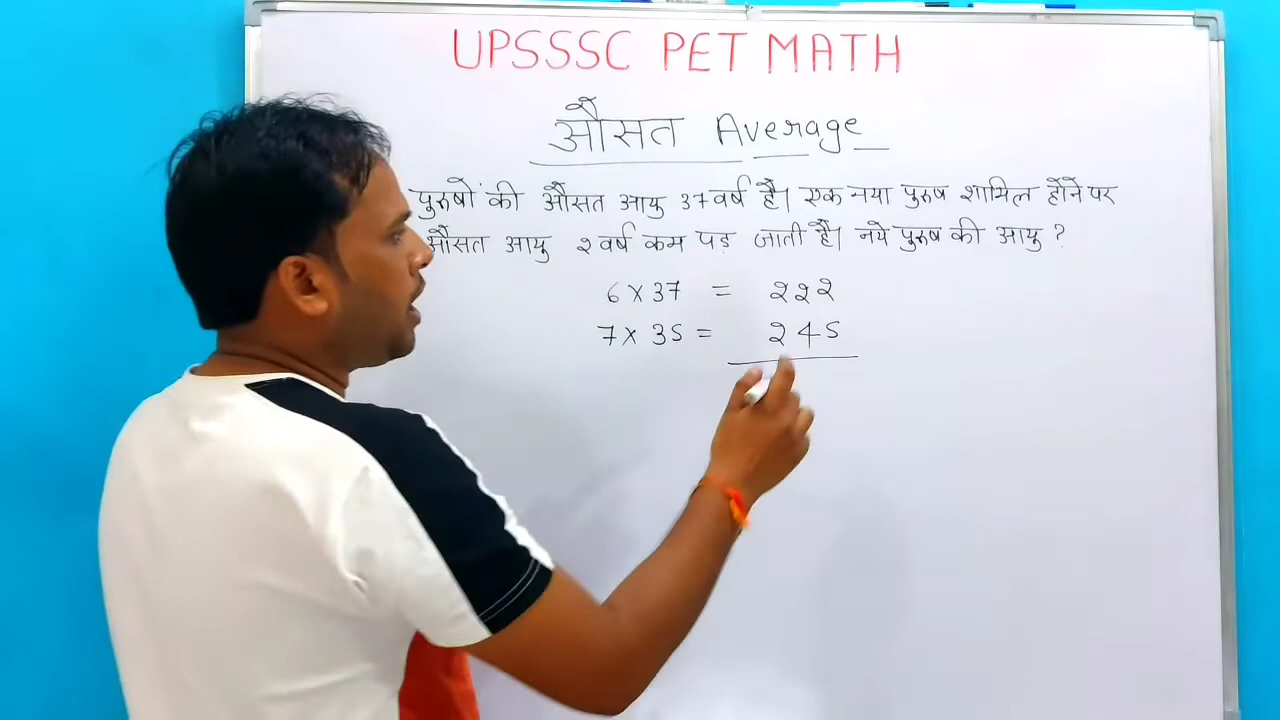 UPSSSC PET MATH
औसत Average
पुरुषों की औसत आयु 37 वर्ष है। एक नया पुरुष शामिल होने पर
औसत आयु 2 वर्ष कम पड़ जाती है। नये पुरुष की आयु ?
6 x 37 = 222
7 x 35 = 245